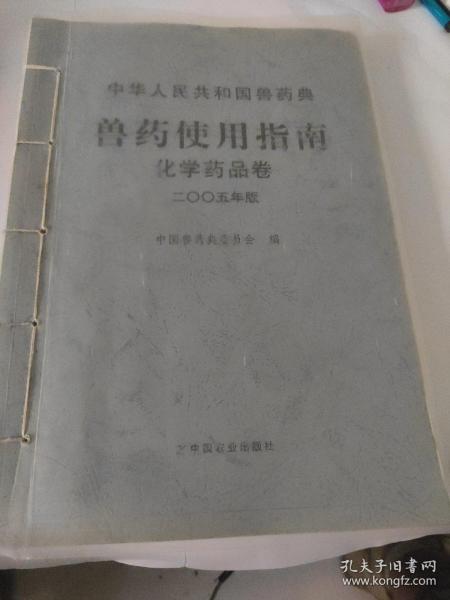 中华人民共和国兽药典
兽药使用指南
化学药品卷
二〇〇五年版
中国兽药典委员会 编
中国农业出版社
孔夫子旧书网
www.kongfz.com